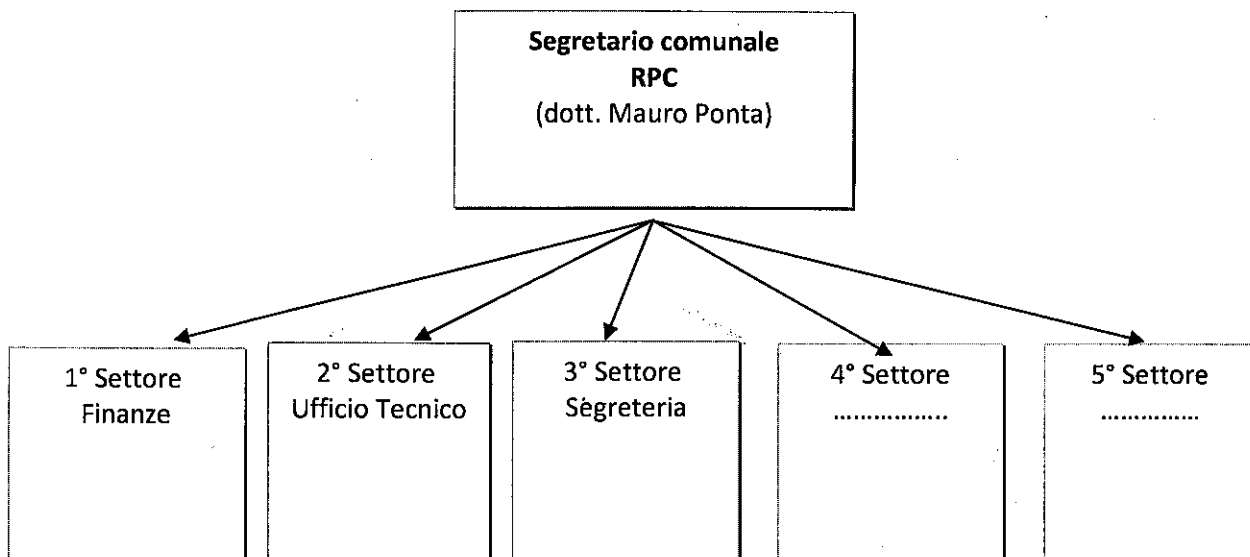 Segretario comunale
RPC
(dott. Mauro Ponta)
1° Settore
Finanze
2° Settore
Ufficio Tecnico
3° Settore
Segreteria
4° Settore
.................
5° Settore
..............